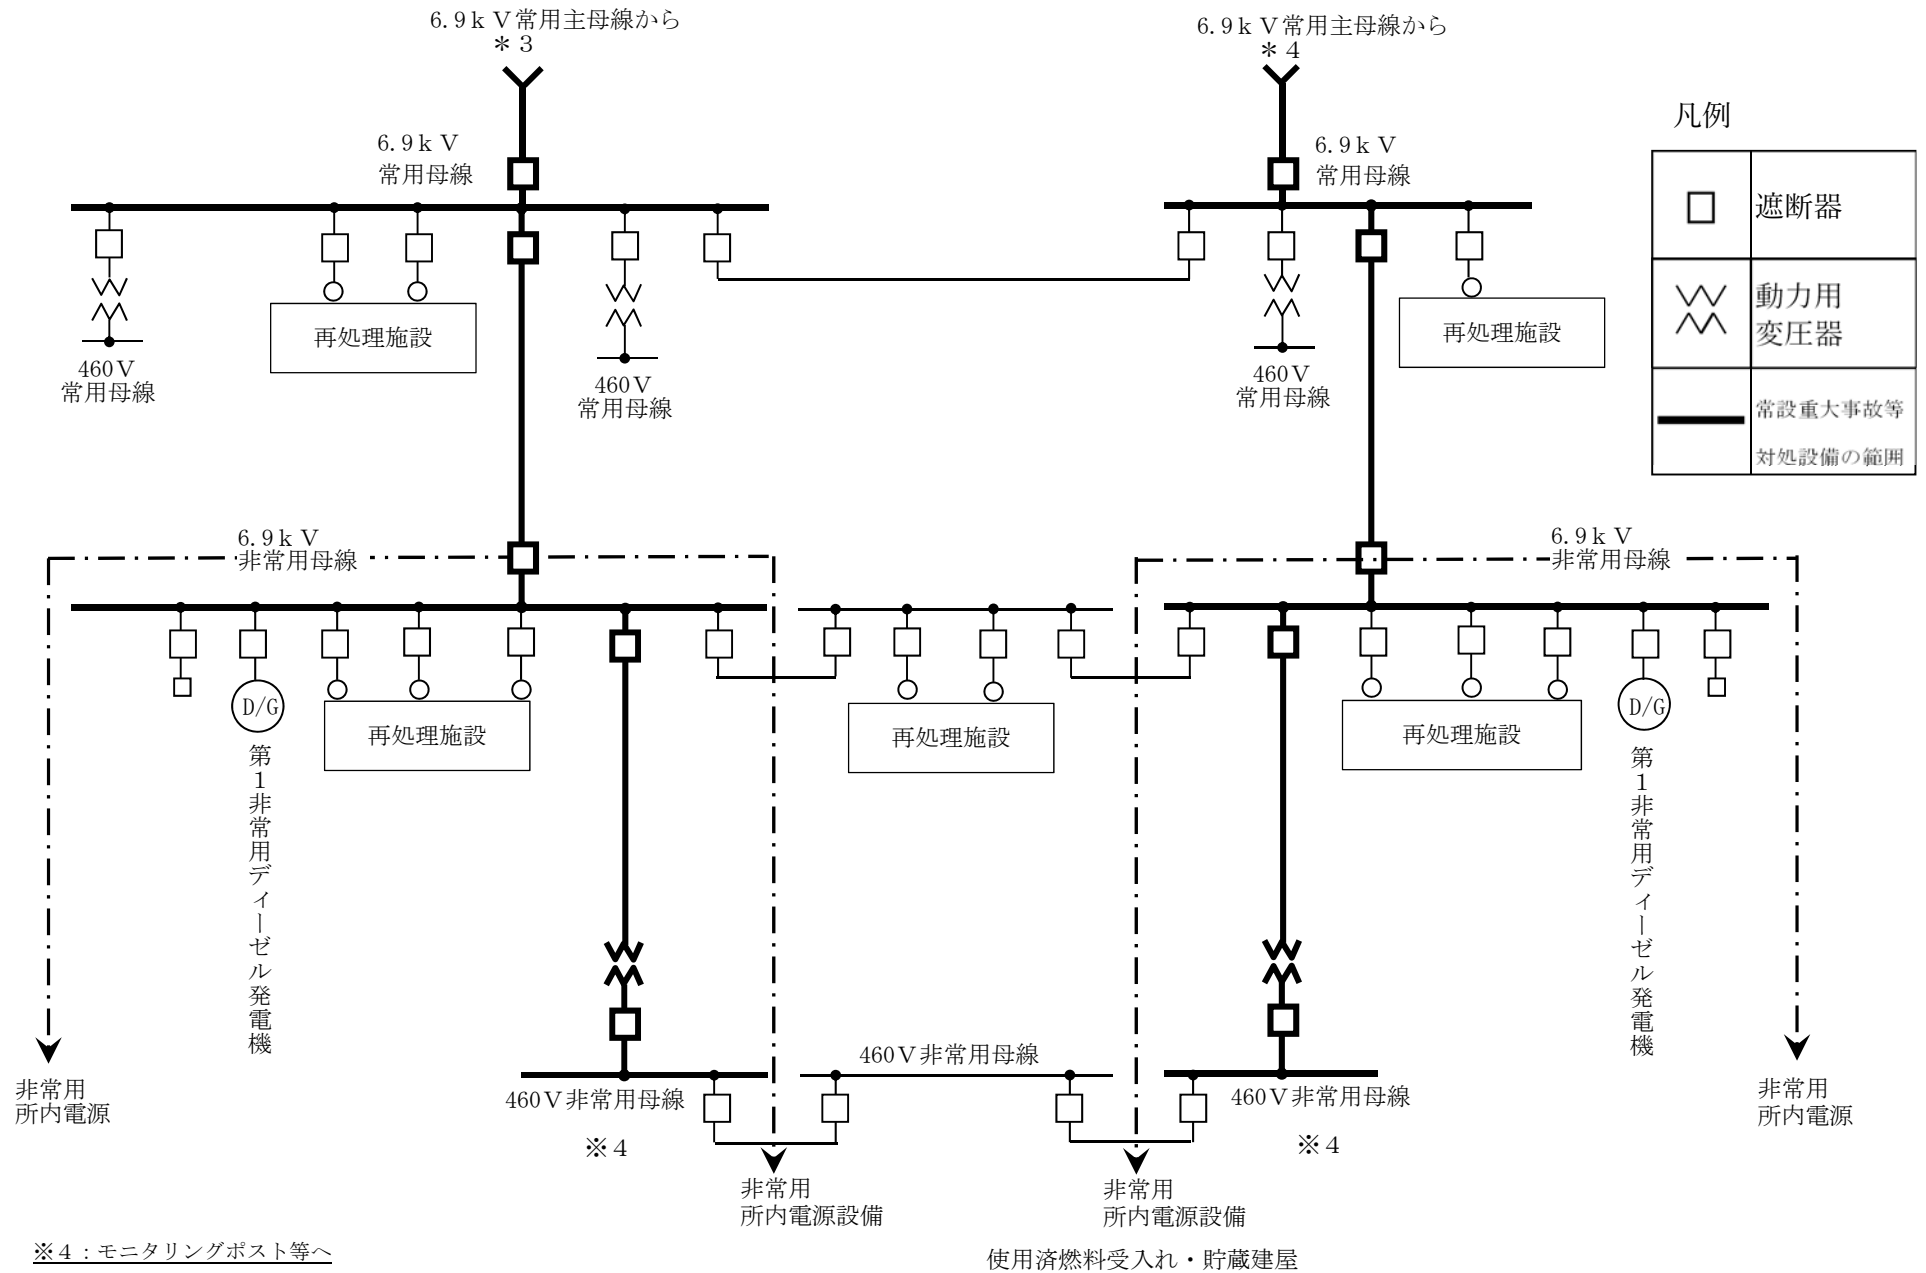 6.9ｋＶ常用主母線から
＊３
6.9ｋＶ常用主母線から
＊４
6.9ｋＶ
常用母線
6.9ｋＶ
常用母線
凡例
遮断器
動力用
変圧器
常設重大事故等
対処設備の範囲
再処理施設
再処理施設
460Ｖ
常用母線
460Ｖ
常用母線
460Ｖ
常用母線
6.9ｋＶ
非常用母線
6.9ｋＶ
非常用母線
D/G
再処理施設
再処理施設
再処理施設
D/G
第１非常用ディーゼル発電機
第１非常用ディーゼル発電機
460Ｖ非常用母線
460Ｖ非常用母線
460Ｖ非常用母線
※４
※４
非常用
所内電源
非常用
所内電源
非常用
所内電源設備
非常用
所内電源設備
※４：モニタリングポスト等へ
使用済燃料受入れ・貯蔵建屋